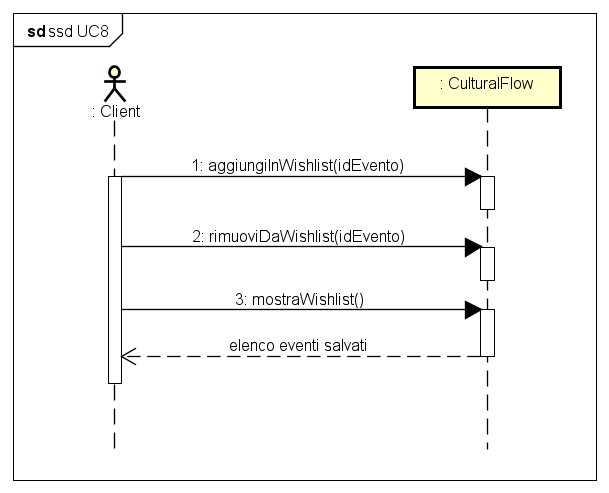 sd ssd UC8
: Client
: CulturalFlow
1: aggiungiInWishlist(idEvento)
2: rimuoviDaWishlist(idEvento)
3: mostraWishlist()
elenco eventi salvati